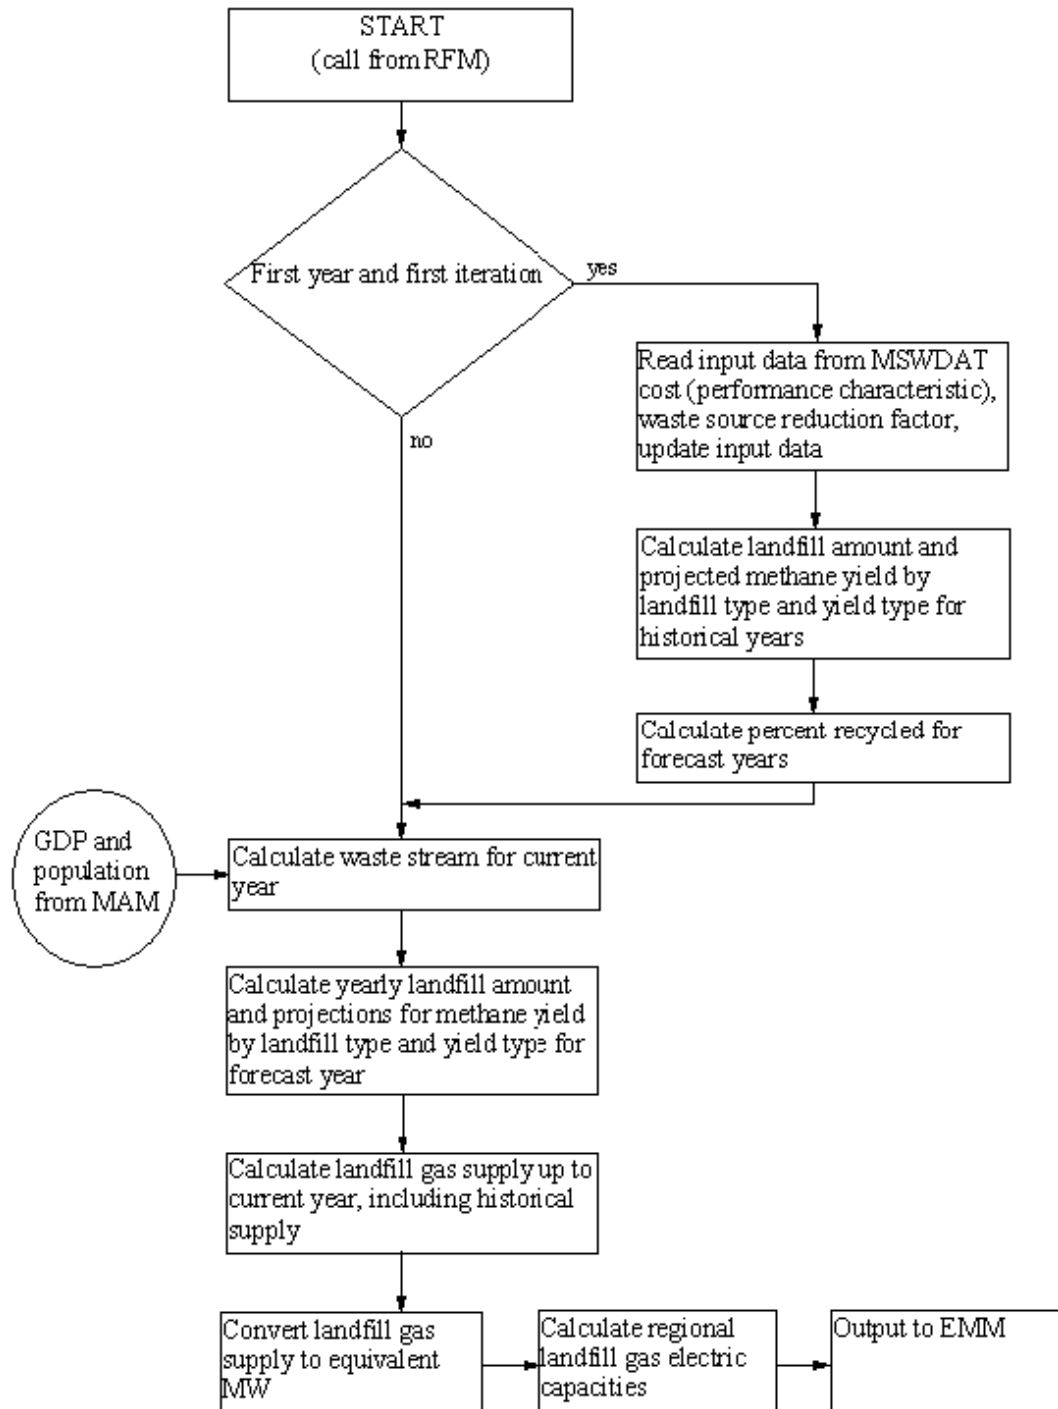 START
(call from RFM)
First year and first iteration
yes
no
Read input data from MSWDAT
cost (performance characteristic),
waste source reduction factor,
update input data
Calculate landfill amount and
projected methane yield by
landfill type and yield type for
historical years
Calculate percent recycled for
forecast years
GDP and
population
from MAM
Calculate waste stream for current
year
Calculate yearly landfill amount
and projections for methane yield
by landfill type and yield type for
forecast year
Calculate landfill gas supply up to
current year, including historical
supply
Convert landfill gas
supply to equivalent
MW
Calculate regional
landfill gas electric
capacities
Output to EMM